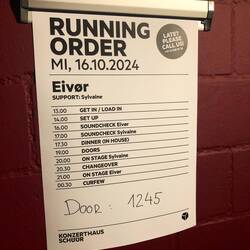 RUNNING
ORDER
MI, 16.10.2024
LATE?
PLEASE
CALL US!
Eivør
SUPPORT: Sylvaine
13.00 GET IN / LOAD IN
14.00 SET UP
16.00 SOUNDCHECK Eivør
17.00 SOUNDCHECK Sylvaine
17.30 DINNER (IN HOUSE)
19.00 DOORS
20.00 ON STAGE Sylvaine
20.30 CHANGEOVER
21.00 ON STAGE Eivør
00.30 CURFEW
DOOR: 1245
KONZERTHAUS
SCHUUR